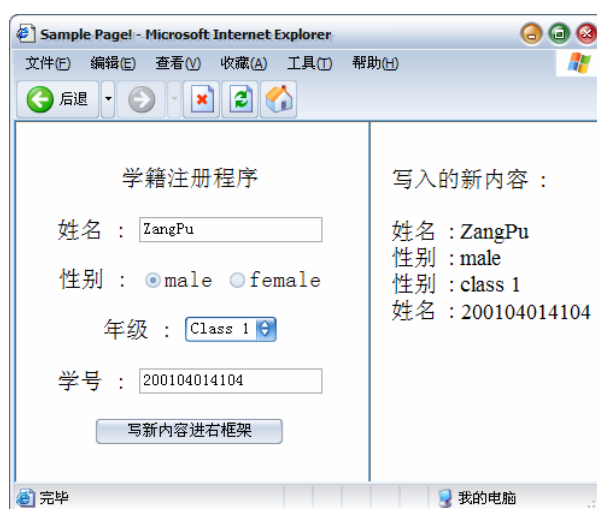 Sample Page! - Microsoft Internet Explorer
文件(F) 编辑(E) 查看(V) 收藏(A) 工具(T) 帮助(H)
后退
学籍注册程序
姓名 : ZangPu
性别 : male female
年级 : Class 1
学号 : 200104014104
写新内容进右框架
写入的新内容 :
姓名 : ZangPu
性别 : male
性别 : class 1
姓名 : 200104014104
完毕
我的电脑